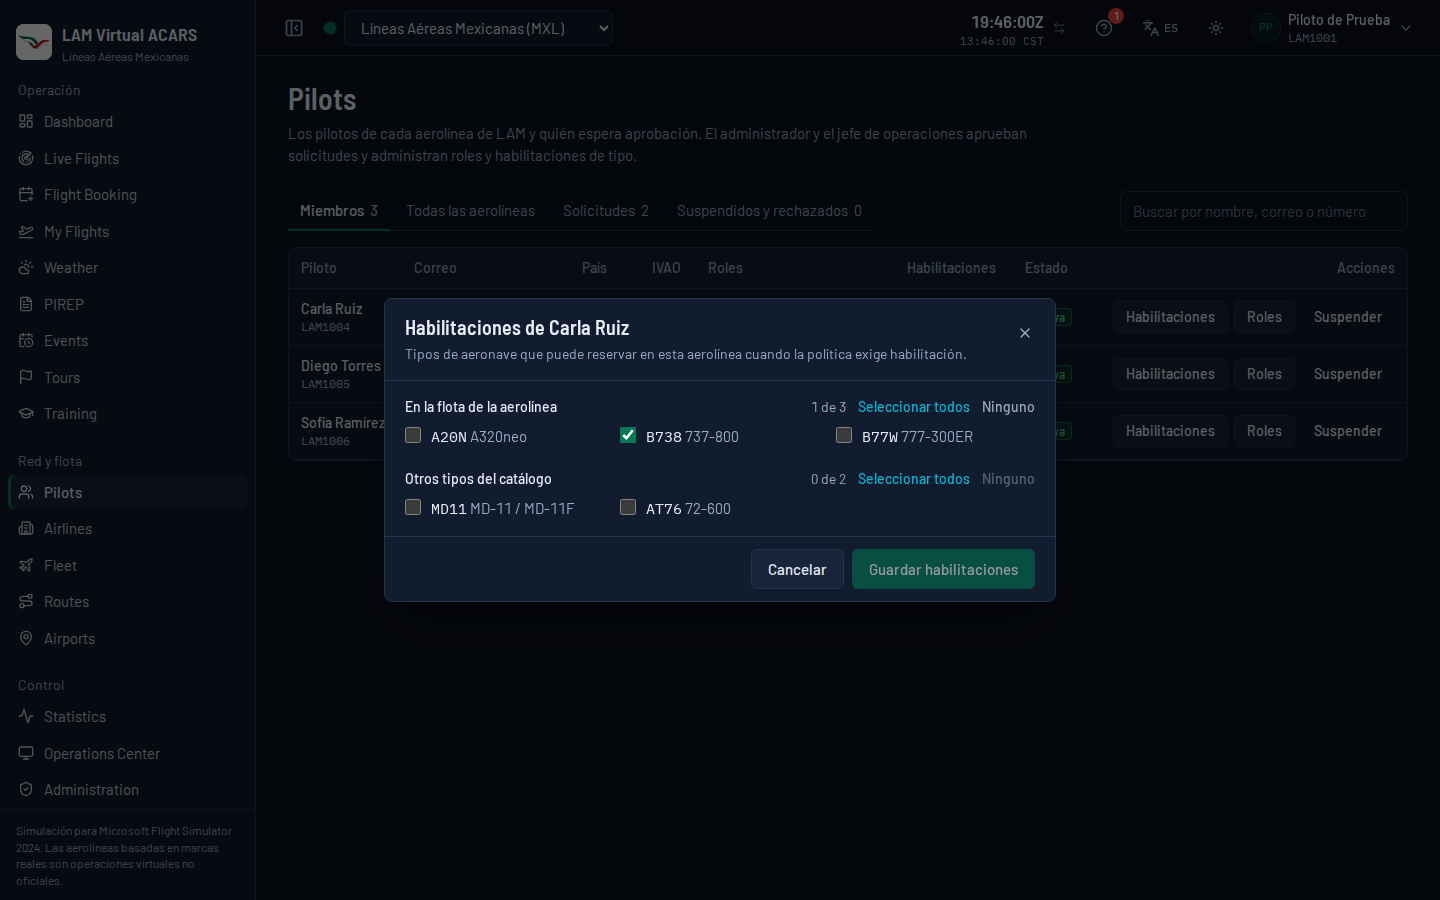 LAM Virtual ACARS
Líneas Aéreas Mexicanas
Operación
Dashboard
Live Flights
Flight Booking
My Flights
Weather
PIREP
Events
Tours
Training
Red y flota
Pilots
Airlines
Fleet
Routes
Airports
Control
Statistics
Operations Center
Administration
Simulación para Microsoft Flight Simulator
2024. Las aerolíneas basadas en marcas
reales son operaciones virtuales no
oficiales.
Líneas Aéreas Mexicanas (MXL)
19:46:00Z
13:46:00 CST
1
ES
PP
Piloto de Prueba
LAM1001
Pilots
Los pilotos de cada aerolínea de LAM y quién espera aprobación. El administrador y el jefe de operaciones aprueban
solicitudes y administran roles y habilitaciones de tipo.
Miembros 3 Todas las aerolíneas Solicitudes 2 Suspendidos y rechazados 0
Buscar por nombre, correo o número
Piloto Correo País IVAO Roles Habilitaciones Estado Acciones
Carla Ruiz
LAM1004
va Habilitaciones Roles Suspender
Diego Torres
LAM1005
va Habilitaciones Roles Suspender
Sofía Ramírez
LAM1006
va Habilitaciones Roles Suspender
Habilitaciones de Carla Ruiz
Tipos de aeronave que puede reservar en esta aerolínea cuando la política exige habilitación.
En la flota de la aerolínea 1 de 3 Seleccionar todos Ninguno
A20N A320neo B738 737-800 B77W 777-300ER
Otros tipos del catálogo 0 de 2 Seleccionar todos Ninguno
MD11 MD-11 / MD-11F AT76 72-600
Cancelar Guardar habilitaciones